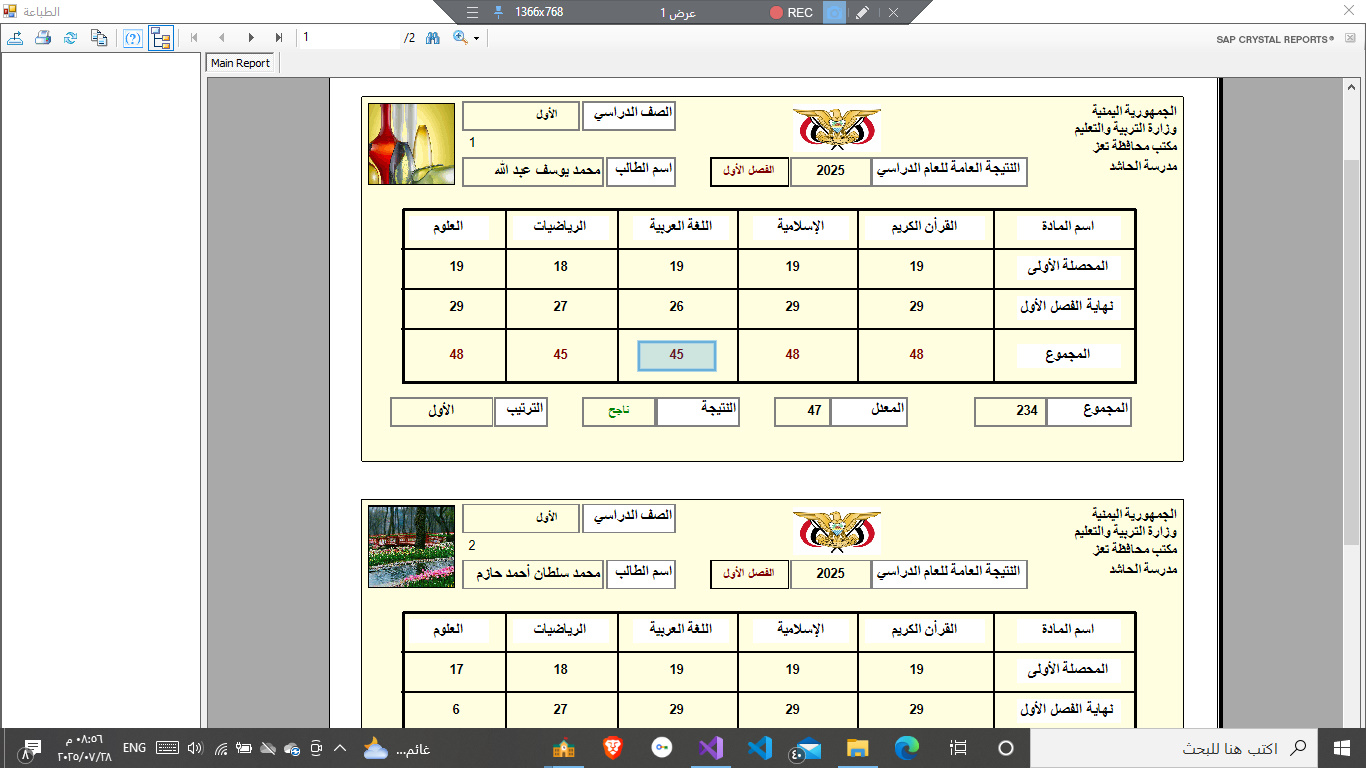 الطباعة
1366x768
عرض 1
REC
1
/2
SAP CRYSTAL REPORTS®
Main Report
الجمهورية اليمنية
وزارة التربية والتعليم
مكتب محافظة تعز
مدرسة الحاشد
الصف الدراسي الأول
1
النتيجة العامة للعام الدراسي 2025 الفصل الأول
اسم الطالب محمد يوسف عبد الله
اسم المادة القرأن الكريم الإسلامية اللغة العربية الرياضيات العلوم
المحصلة الأولى 19 19 19 18 19
نهاية الفصل الأول 29 29 26 27 29
المجموع 48 48 45 45 48
المجموع 234 المعدل 47 النتيجة ناجح الترتيب الأول
الجمهورية اليمنية
وزارة التربية والتعليم
مكتب محافظة تعز
مدرسة الحاشد
الصف الدراسي الأول
2
النتيجة العامة للعام الدراسي 2025 الفصل الأول
اسم الطالب محمد سلطان أحمد حازم
اسم المادة القرأن الكريم الإسلامية اللغة العربية الرياضيات العلوم
المحصلة الأولى 19 19 19 18 17
نهاية الفصل الأول 29 29 29 27 6
اكتب هنا للبحث
٤٠
غائم...
ENG
٠٨:٥٦ م
٢٠٢٥/٠٧/٢٨
٨